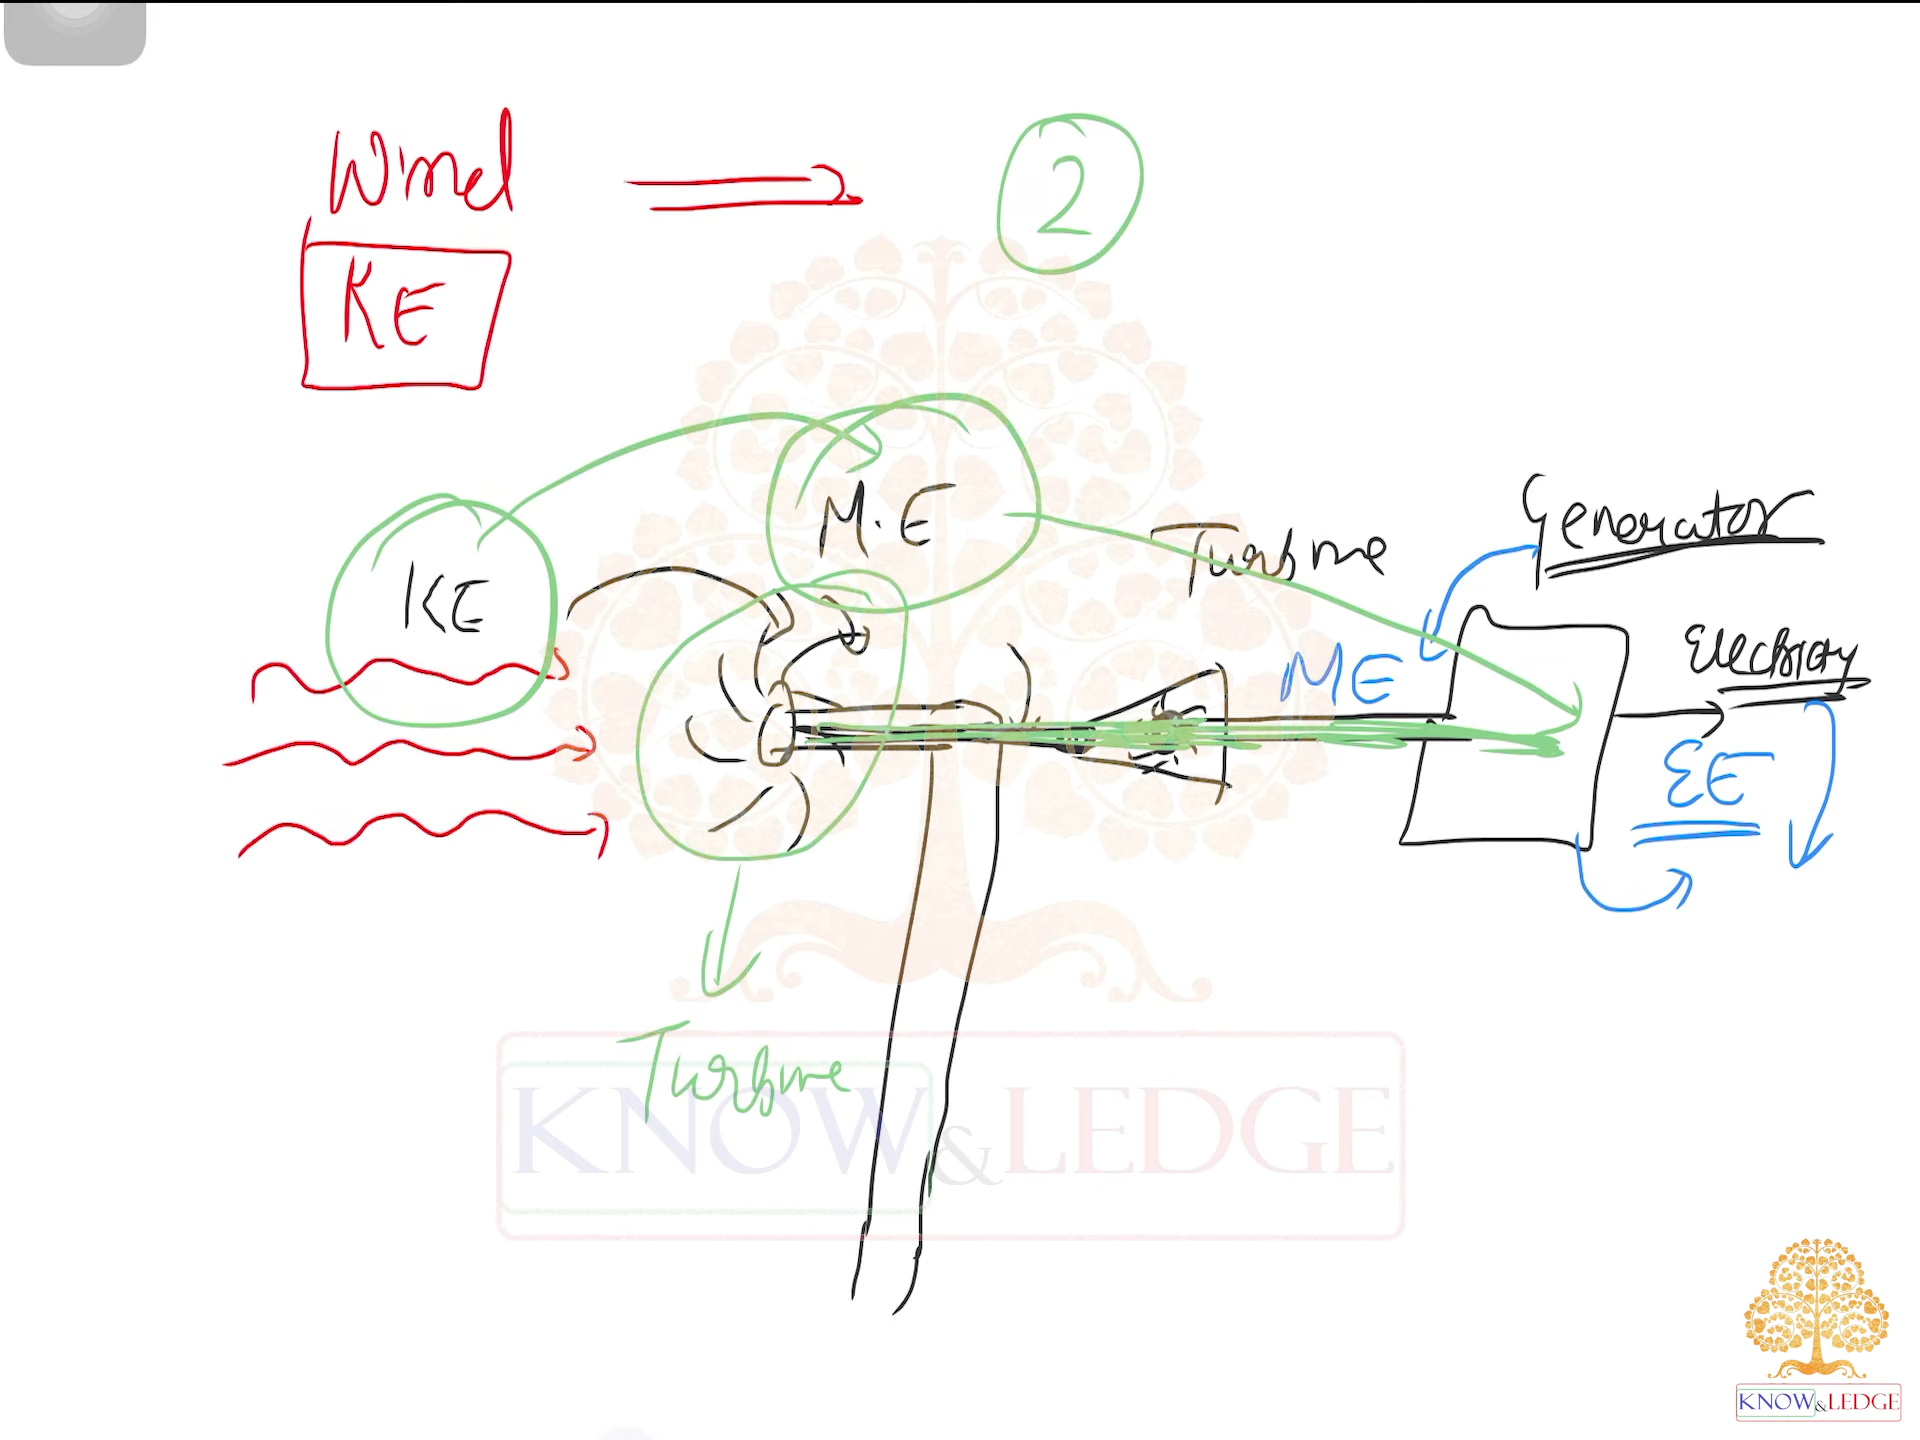 Wind
2
KE
M.E
KE
Turbine
Generator
Electricity
ME
EE
Turbine
KNOW&LEDGE
KNOW&LEDGE